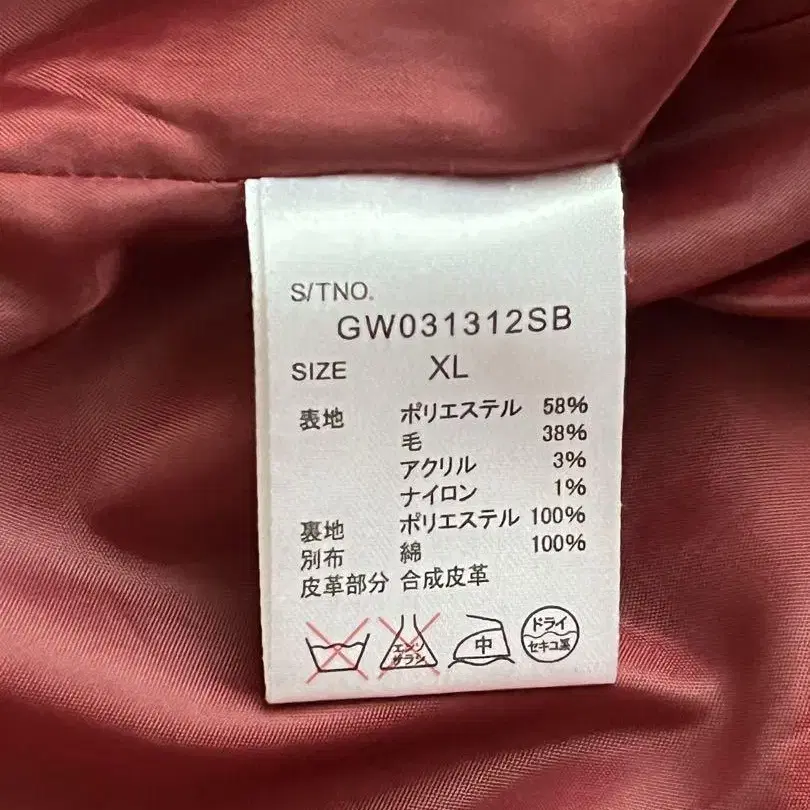 S/TNO.
GW031312SB
SIZE XL
表地 ポリエステル 58%
毛 38%
アクリル 3%
ナイロン 1%
裏地 ポリエステル 100%
別布 綿 100%
皮革部分 合成皮革
エンソ
サラシ
中
ドライ
セキユ系